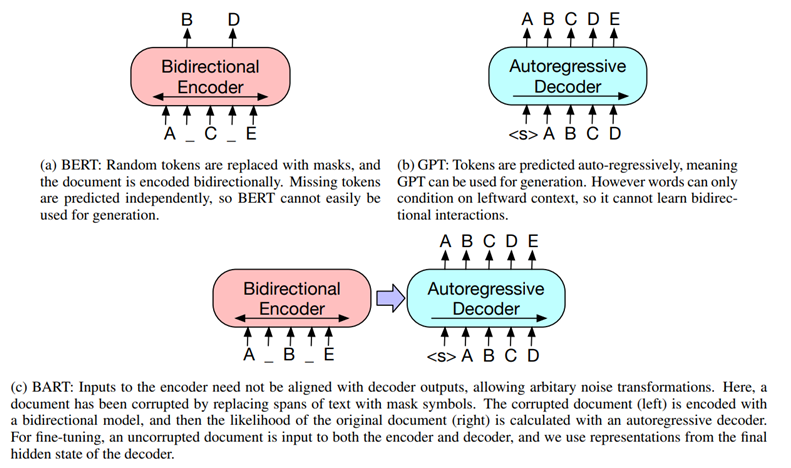 B D
Bidirectional
Encoder
A _ C _ E
(a) BERT: Random tokens are replaced with masks, and
the document is encoded bidirectionally. Missing tokens
are predicted independently, so BERT cannot easily be
used for generation.
A B C D E
Autoregressive
Decoder
<s> A B C D
(b) GPT: Tokens are predicted auto-regressively, meaning
GPT can be used for generation. However words can only
condition on leftward context, so it cannot learn bidirec-
tional interactions.
Bidirectional
Encoder
A _ B _ E
A B C D E
Autoregressive
Decoder
<s> A B C D
(c) BART: Inputs to the encoder need not be aligned with decoder outputs, allowing arbitary noise transformations. Here, a
document has been corrupted by replacing spans of text with mask symbols. The corrupted document (left) is encoded with
a bidirectional model, and then the likelihood of the original document (right) is calculated with an autoregressive decoder.
For fine-tuning, an uncorrupted document is input to both the encoder and decoder, and we use representations from the final
hidden state of the decoder.